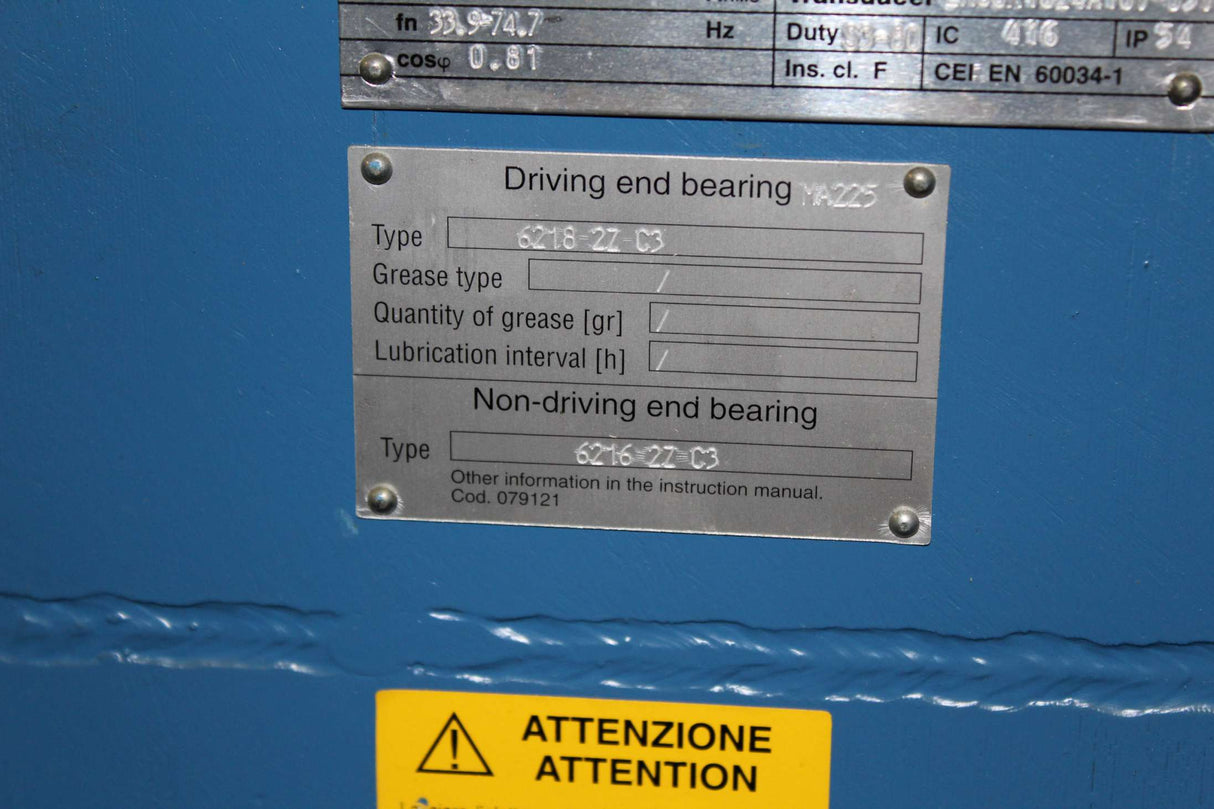 Transducer
fn 33.9-74.7 Hz Duty IC 416 IP 54
cosφ 0.81 Ins. cl. F CEI EN 60034-1
Driving end bearing MA225
Type 6218-2Z-C3
Grease type /
Quantity of grease [gr] /
Lubrication interval [h] /
Non-driving end bearing
Type 6216-2Z-C3
Other information in the instruction manual.
Cod. 079121
ATTENZIONE
ATTENTION